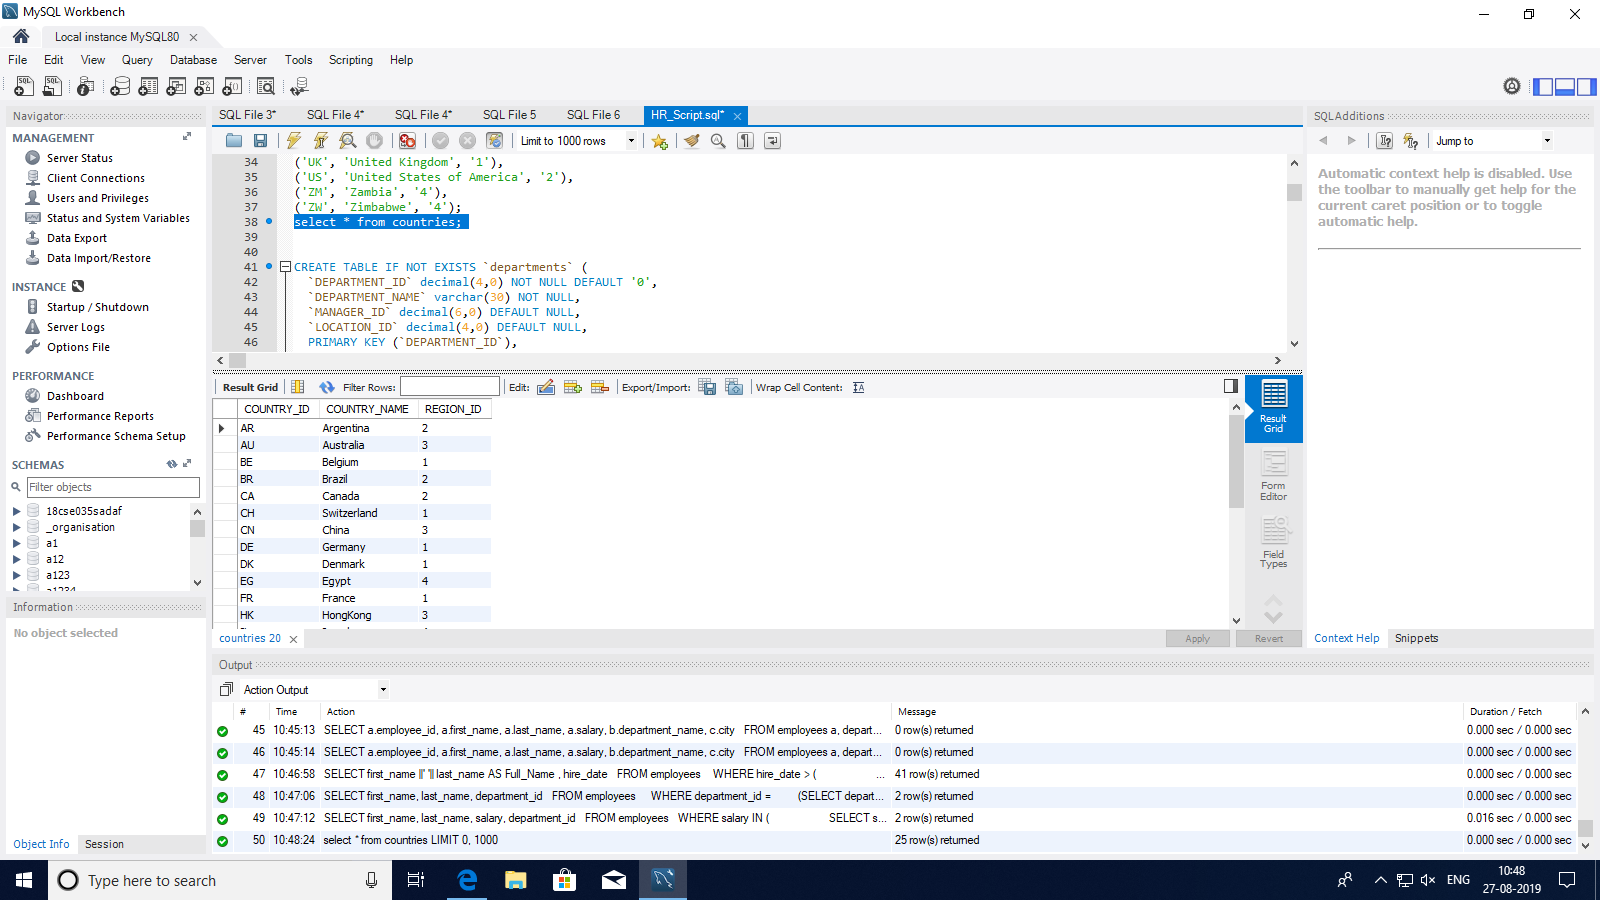 MySQL Workbench
Local instance MySQL80
File Edit View Query Database Server Tools Scripting Help
Navigator
MANAGEMENT
Server Status
Client Connections
Users and Privileges
Status and System Variables
Data Export
Data Import/Restore
INSTANCE
Startup / Shutdown
Server Logs
Options File
PERFORMANCE
Dashboard
Performance Reports
Performance Schema Setup
SCHEMAS
Filter objects
18cse035sadaf
_organisation
a1
a12
a123
a1234
Information
No object selected
Object Info Session
SQL File 3* SQL File 4* SQL File 4* SQL File 5 SQL File 6 HR_Script.sql*
Limit to 1000 rows
34 ('UK', 'United Kingdom', '1'),
35 ('US', 'United States of America', '2'),
36 ('ZM', 'Zambia', '4'),
37 ('ZW', 'Zimbabwe', '4');
38 select * from countries;
39
40
41 CREATE TABLE IF NOT EXISTS `departments` (
42 `DEPARTMENT_ID` decimal(4,0) NOT NULL DEFAULT '0',
43 `DEPARTMENT_NAME` varchar(30) NOT NULL,
44 `MANAGER_ID` decimal(6,0) DEFAULT NULL,
45 `LOCATION_ID` decimal(4,0) DEFAULT NULL,
46 PRIMARY KEY (`DEPARTMENT_ID`),
Result Grid Filter Rows: Edit: Export/Import: Wrap Cell Content:
COUNTRY_ID COUNTRY_NAME REGION_ID
AR Argentina 2
AU Australia 3
BE Belgium 1
BR Brazil 2
CA Canada 2
CH Switzerland 1
CN China 3
DE Germany 1
DK Denmark 1
EG Egypt 4
FR France 1
HK HongKong 3
Result Grid
Form Editor
Field Types
countries 20
Apply Revert
SQLAdditions
Jump to
Automatic context help is disabled. Use
the toolbar to manually get help for the
current caret position or to toggle
automatic help.
Context Help Snippets
Output
Action Output
# Time Action Message Duration / Fetch
45 10:45:13 SELECT a.employee_id, a.first_name, a.last_name, a.salary, b.department_name, c.city FROM employees a, depart... 0 row(s) returned 0.000 sec / 0.000 sec
46 10:45:14 SELECT a.employee_id, a.first_name, a.last_name, a.salary, b.department_name, c.city FROM employees a, depart... 0 row(s) returned 0.000 sec / 0.000 sec
47 10:46:58 SELECT first_name last_name AS Full_Name , hire_date FROM employees WHERE hire_date > ( ... 41 row(s) returned 0.000 sec / 0.000 sec
48 10:47:06 SELECT first_name, last_name, department_id FROM employees WHERE department_id = (SELECT depart... 2 row(s) returned 0.000 sec / 0.000 sec
49 10:47:12 SELECT first_name, last_name, salary, department_id FROM employees WHERE salary IN ( SELECT s... 2 row(s) returned 0.016 sec / 0.000 sec
50 10:48:24 select * from countries LIMIT 0, 1000 25 row(s) returned 0.000 sec / 0.000 sec
Type here to search
ENG
10:48
27-08-2019